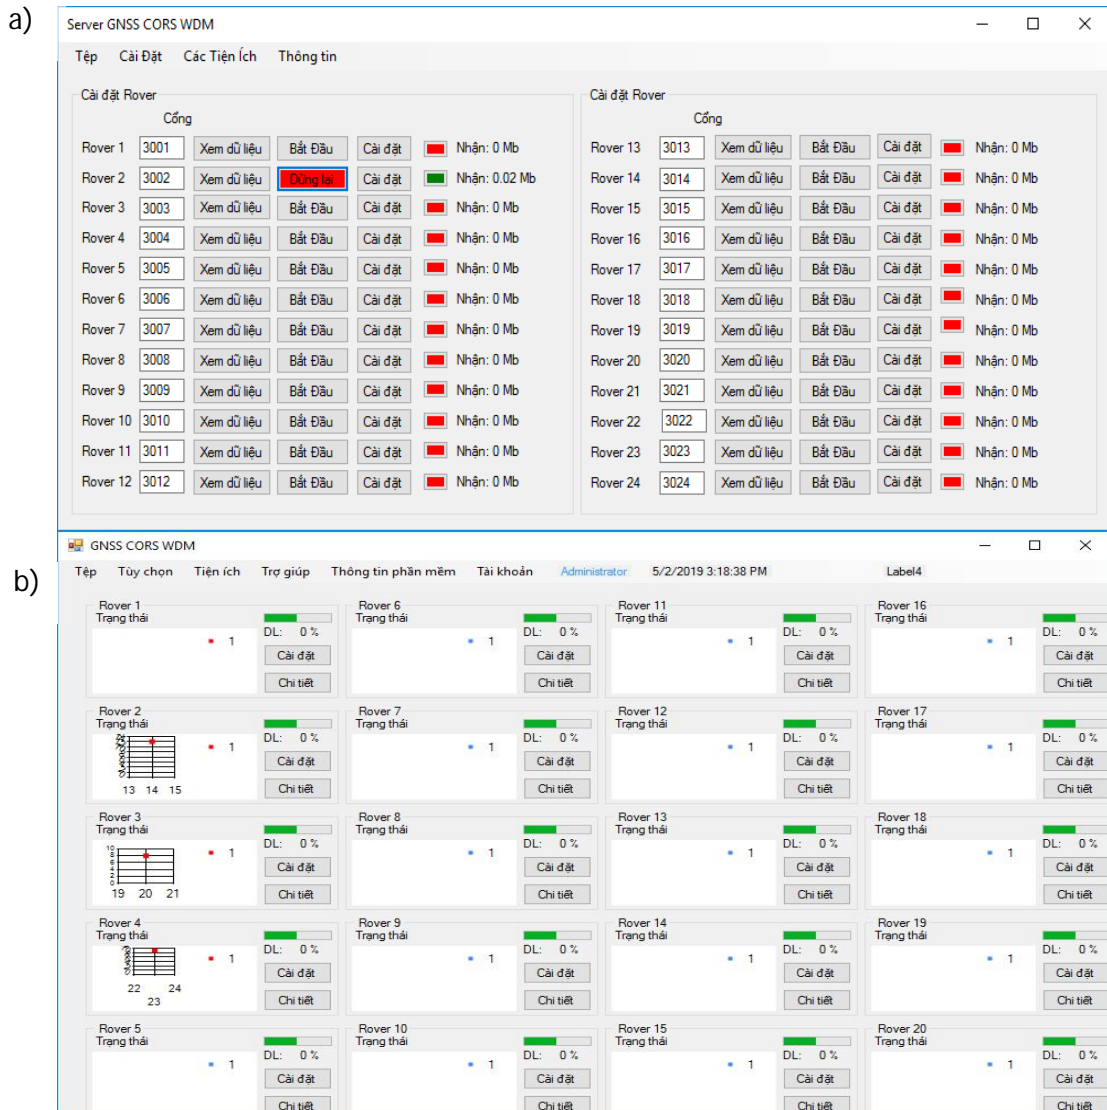 a)
Server GNSS CORS WDM
Tệp Cài Đặt Các Tiện Ích Thông tin
Cài đặt Rover
Cổng
Rover 1 3001 Xem dữ liệu Bắt Đầu Cài đặt Nhận: 0 Mb
Rover 2 3002 Xem dữ liệu Dừng lại Cài đặt Nhận: 0.02 Mb
Rover 3 3003 Xem dữ liệu Bắt Đầu Cài đặt Nhận: 0 Mb
Rover 4 3004 Xem dữ liệu Bắt Đầu Cài đặt Nhận: 0 Mb
Rover 5 3005 Xem dữ liệu Bắt Đầu Cài đặt Nhận: 0 Mb
Rover 6 3006 Xem dữ liệu Bắt Đầu Cài đặt Nhận: 0 Mb
Rover 7 3007 Xem dữ liệu Bắt Đầu Cài đặt Nhận: 0 Mb
Rover 8 3008 Xem dữ liệu Bắt Đầu Cài đặt Nhận: 0 Mb
Rover 9 3009 Xem dữ liệu Bắt Đầu Cài đặt Nhận: 0 Mb
Rover 10 3010 Xem dữ liệu Bắt Đầu Cài đặt Nhận: 0 Mb
Rover 11 3011 Xem dữ liệu Bắt Đầu Cài đặt Nhận: 0 Mb
Rover 12 3012 Xem dữ liệu Bắt Đầu Cài đặt Nhận: 0 Mb
Cài đặt Rover
Cổng
Rover 13 3013 Xem dữ liệu Bắt Đầu Cài đặt Nhận: 0 Mb
Rover 14 3014 Xem dữ liệu Bắt Đầu Cài đặt Nhận: 0 Mb
Rover 15 3015 Xem dữ liệu Bắt Đầu Cài đặt Nhận: 0 Mb
Rover 16 3016 Xem dữ liệu Bắt Đầu Cài đặt Nhận: 0 Mb
Rover 17 3017 Xem dữ liệu Bắt Đầu Cài đặt Nhận: 0 Mb
Rover 18 3018 Xem dữ liệu Bắt Đầu Cài đặt Nhận: 0 Mb
Rover 19 3019 Xem dữ liệu Bắt Đầu Cài đặt Nhận: 0 Mb
Rover 20 3020 Xem dữ liệu Bắt Đầu Cài đặt Nhận: 0 Mb
Rover 21 3021 Xem dữ liệu Bắt Đầu Cài đặt Nhận: 0 Mb
Rover 22 3022 Xem dữ liệu Bắt Đầu Cài đặt Nhận: 0 Mb
Rover 23 3023 Xem dữ liệu Bắt Đầu Cài đặt Nhận: 0 Mb
Rover 24 3024 Xem dữ liệu Bắt Đầu Cài đặt Nhận: 0 Mb
b)
GNSS CORS WDM
Tệp Tùy chọn Tiện ích Trợ giúp Thông tin phần mềm Tài khoản Administrator 5/2/2019 3:18:38 PM Label4
Rover 1 Rover 6 Rover 11 Rover 16
Trạng thái Trạng thái Trạng thái Trạng thái
1 DL: 0 % 1 DL: 0 % 1 DL: 0 % 1 DL: 0 %
Cài đặt Cài đặt Cài đặt Cài đặt
Chi tiết Chi tiết Chi tiết Chi tiết
Rover 2 Rover 7 Rover 12 Rover 17
Trạng thái Trạng thái Trạng thái Trạng thái
1 DL: 0 % 1 DL: 0 % 1 DL: 0 % 1 DL: 0 %
Cài đặt Cài đặt Cài đặt Cài đặt
13 14 15 Chi tiết Chi tiết Chi tiết Chi tiết
Rover 3 Rover 8 Rover 13 Rover 18
Trạng thái Trạng thái Trạng thái Trạng thái
10 8 6 4 2 0
1 DL: 0 % 1 DL: 0 % 1 DL: 0 % 1 DL: 0 %
Cài đặt Cài đặt Cài đặt Cài đặt
19 20 21 Chi tiết Chi tiết Chi tiết Chi tiết
Rover 4 Rover 9 Rover 14 Rover 19
Trạng thái Trạng thái Trạng thái Trạng thái
1 DL: 0 % 1 DL: 0 % 1 DL: 0 % 1 DL: 0 %
Cài đặt Cài đặt Cài đặt Cài đặt
22 23 24 Chi tiết Chi tiết Chi tiết Chi tiết
Rover 5 Rover 10 Rover 15 Rover 20
Trạng thái Trạng thái Trạng thái Trạng thái
1 DL: 0 % 1 DL: 0 % 1 DL: 0 % 1 DL: 0 %
Cài đặt Cài đặt Cài đặt Cài đặt
Chi tiết Chi tiết Chi tiết Chi tiết